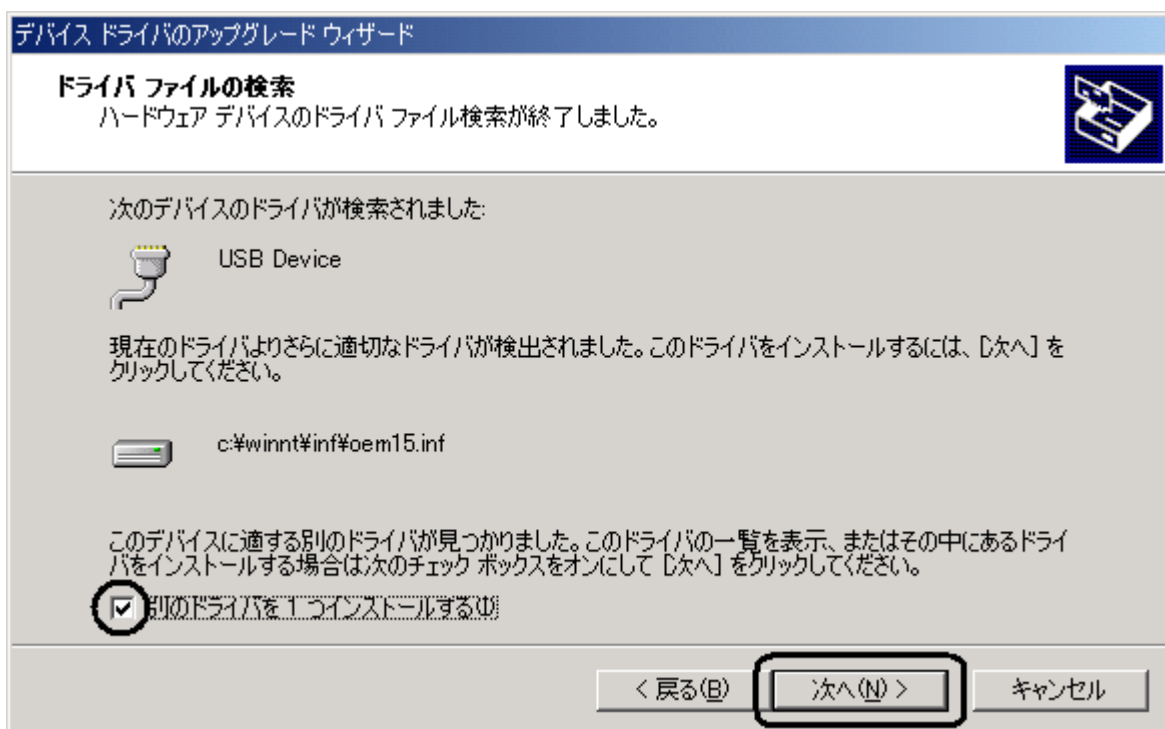 デバイス ドライバのアップグレード ウィザード
ドライバ ファイルの検索
ハードウェア デバイスのドライバ ファイル検索が終了しました。
次のデバイスのドライバが検索されました:
USB Device
現在のドライバよりさらに適切なドライバが検出されました。このドライバをインストールするには、[次へ] を
クリックしてください。
c:¥winnt¥inf¥oem15.inf
このデバイスに適する別のドライバが見つかりました。このドライバの一覧を表示、またはその中にあるドライ
バをインストールする場合は次のチェック ボックスをオンにして [次へ] をクリックしてください。
別のドライバを 1 つインストールする(I)
< 戻る(B)
次へ(N) >
キャンセル